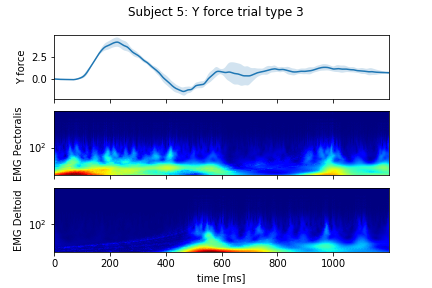 Subject 5: Y force trial type 3
Y force
2.5
0.0
EMG Pectoralis
10²
EMG Deltoid
10²
0 200 400 600 800 1000
time [ms]